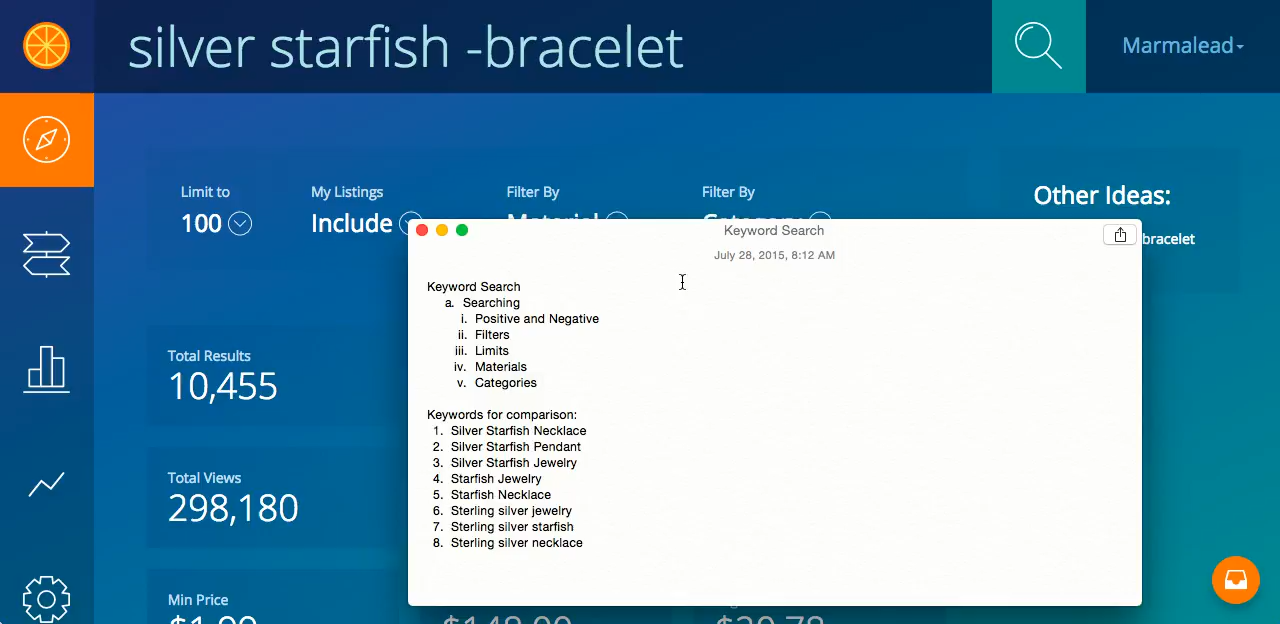 silver starfish -bracelet
Marmalead
Limit to
My Listings
Filter By
Filter By
Other Ideas:
100
Include
Material
Category
bracelet
Keyword Search
July 28, 2015, 8:12 AM
Keyword Search
a. Searching
i. Positive and Negative
ii. Filters
iii. Limits
iv. Materials
v. Categories
Keywords for comparison:
1. Silver Starfish Necklace
2. Silver Starfish Pendant
3. Silver Starfish Jewelry
4. Starfish Jewelry
5. Starfish Necklace
6. Sterling silver jewelry
7. Sterling silver starfish
8. Sterling silver necklace
Total Results
10,455
Total Views
298,180
Min Price